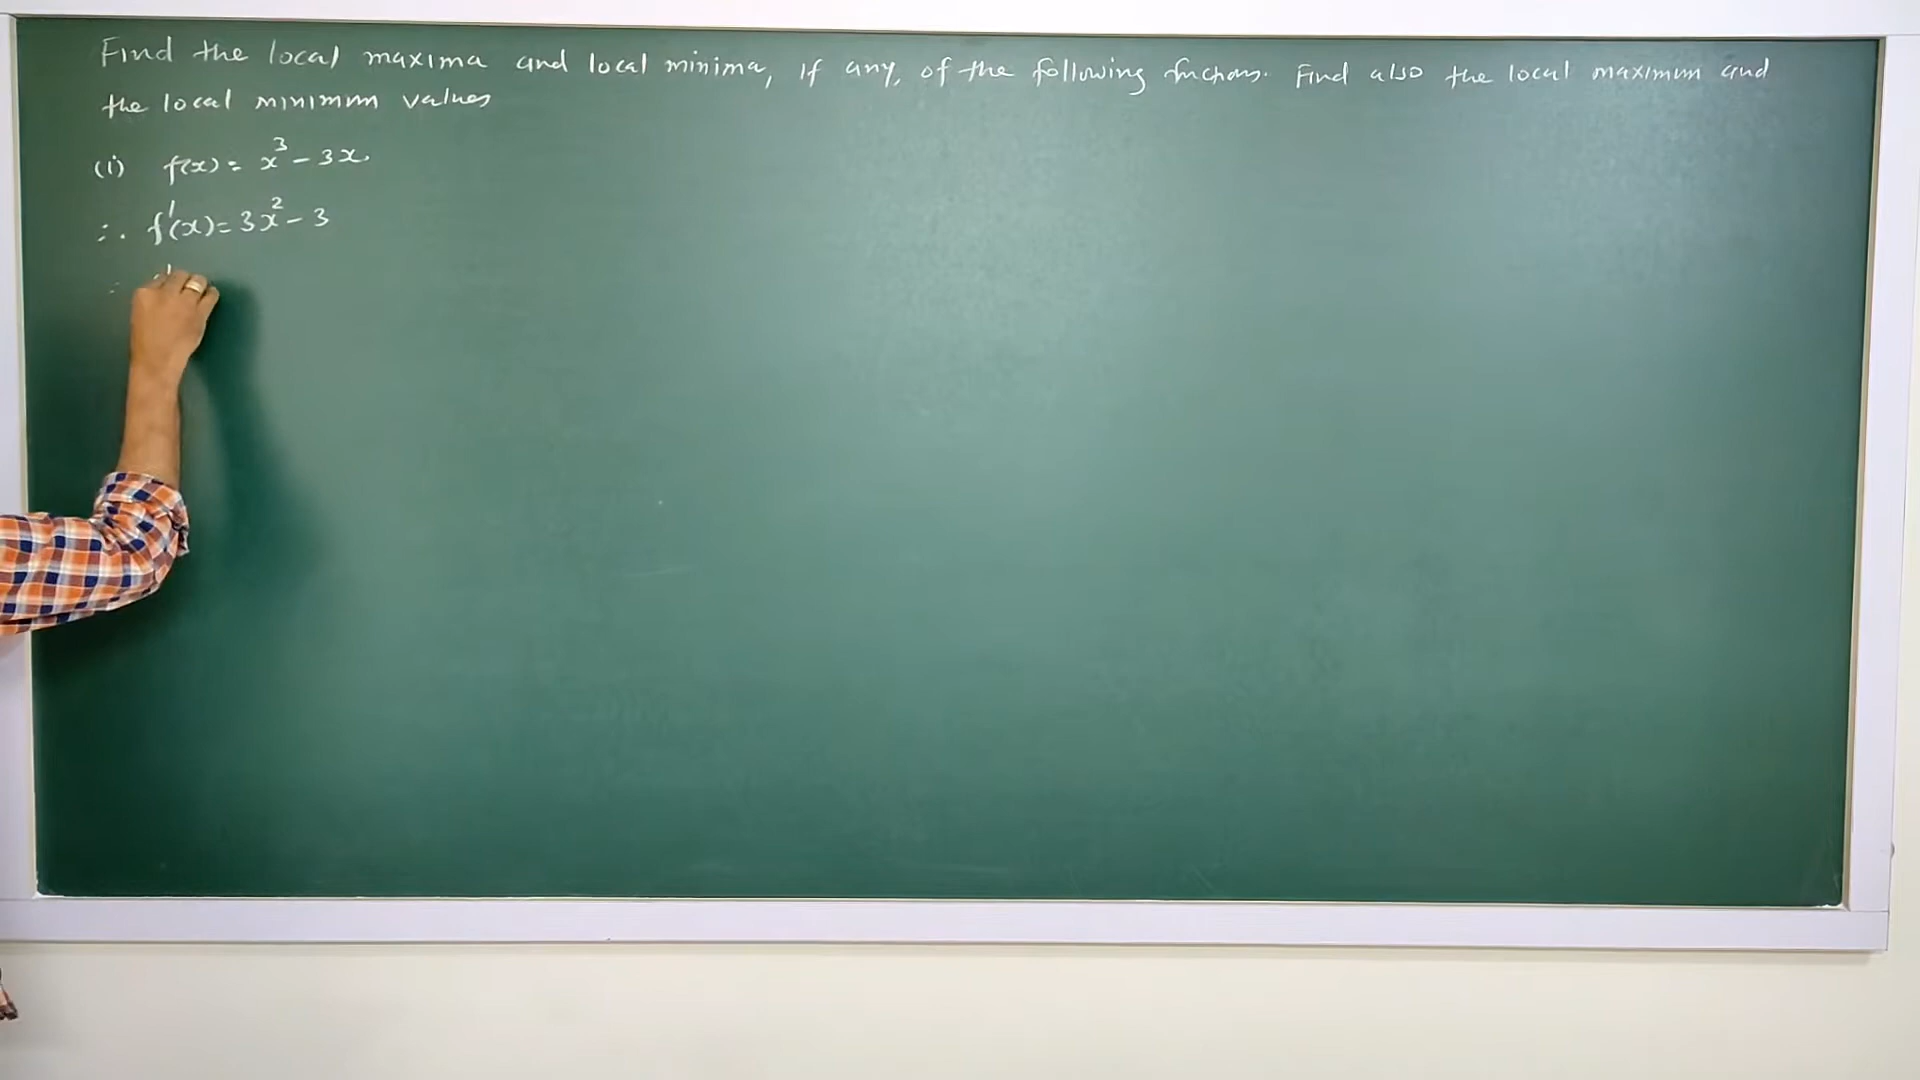 Find the local maxima and local minima, if any, of the following functions. Find also the local maximum and
the local minimum values
(i) f(x) = x³ - 3x.
∴ f'(x) = 3x² - 3